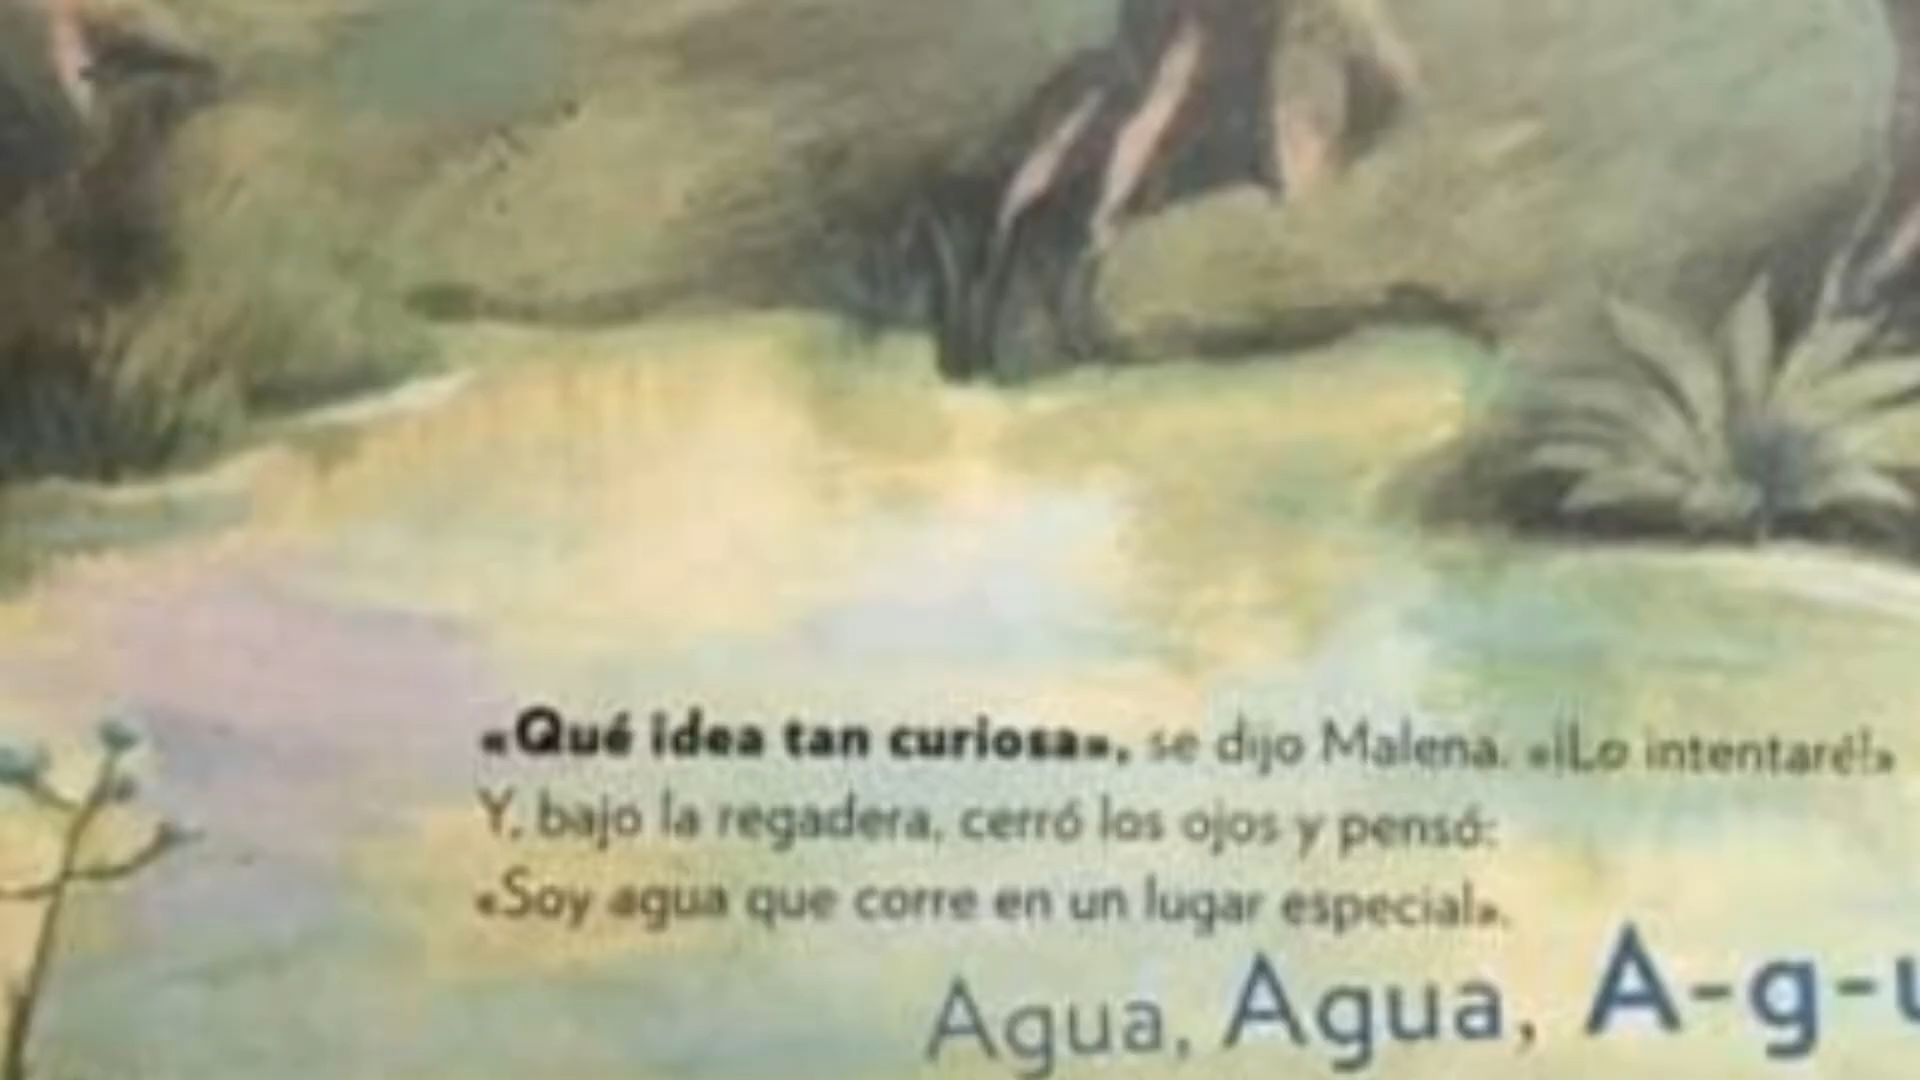 «Qué idea tan curiosa», se dijo Malena. «¡Lo intentaré!»
Y, bajo la regadera, cerró los ojos y pensó:
«Soy agua que corre en un lugar especial».
Agua, Agua, A-g-u